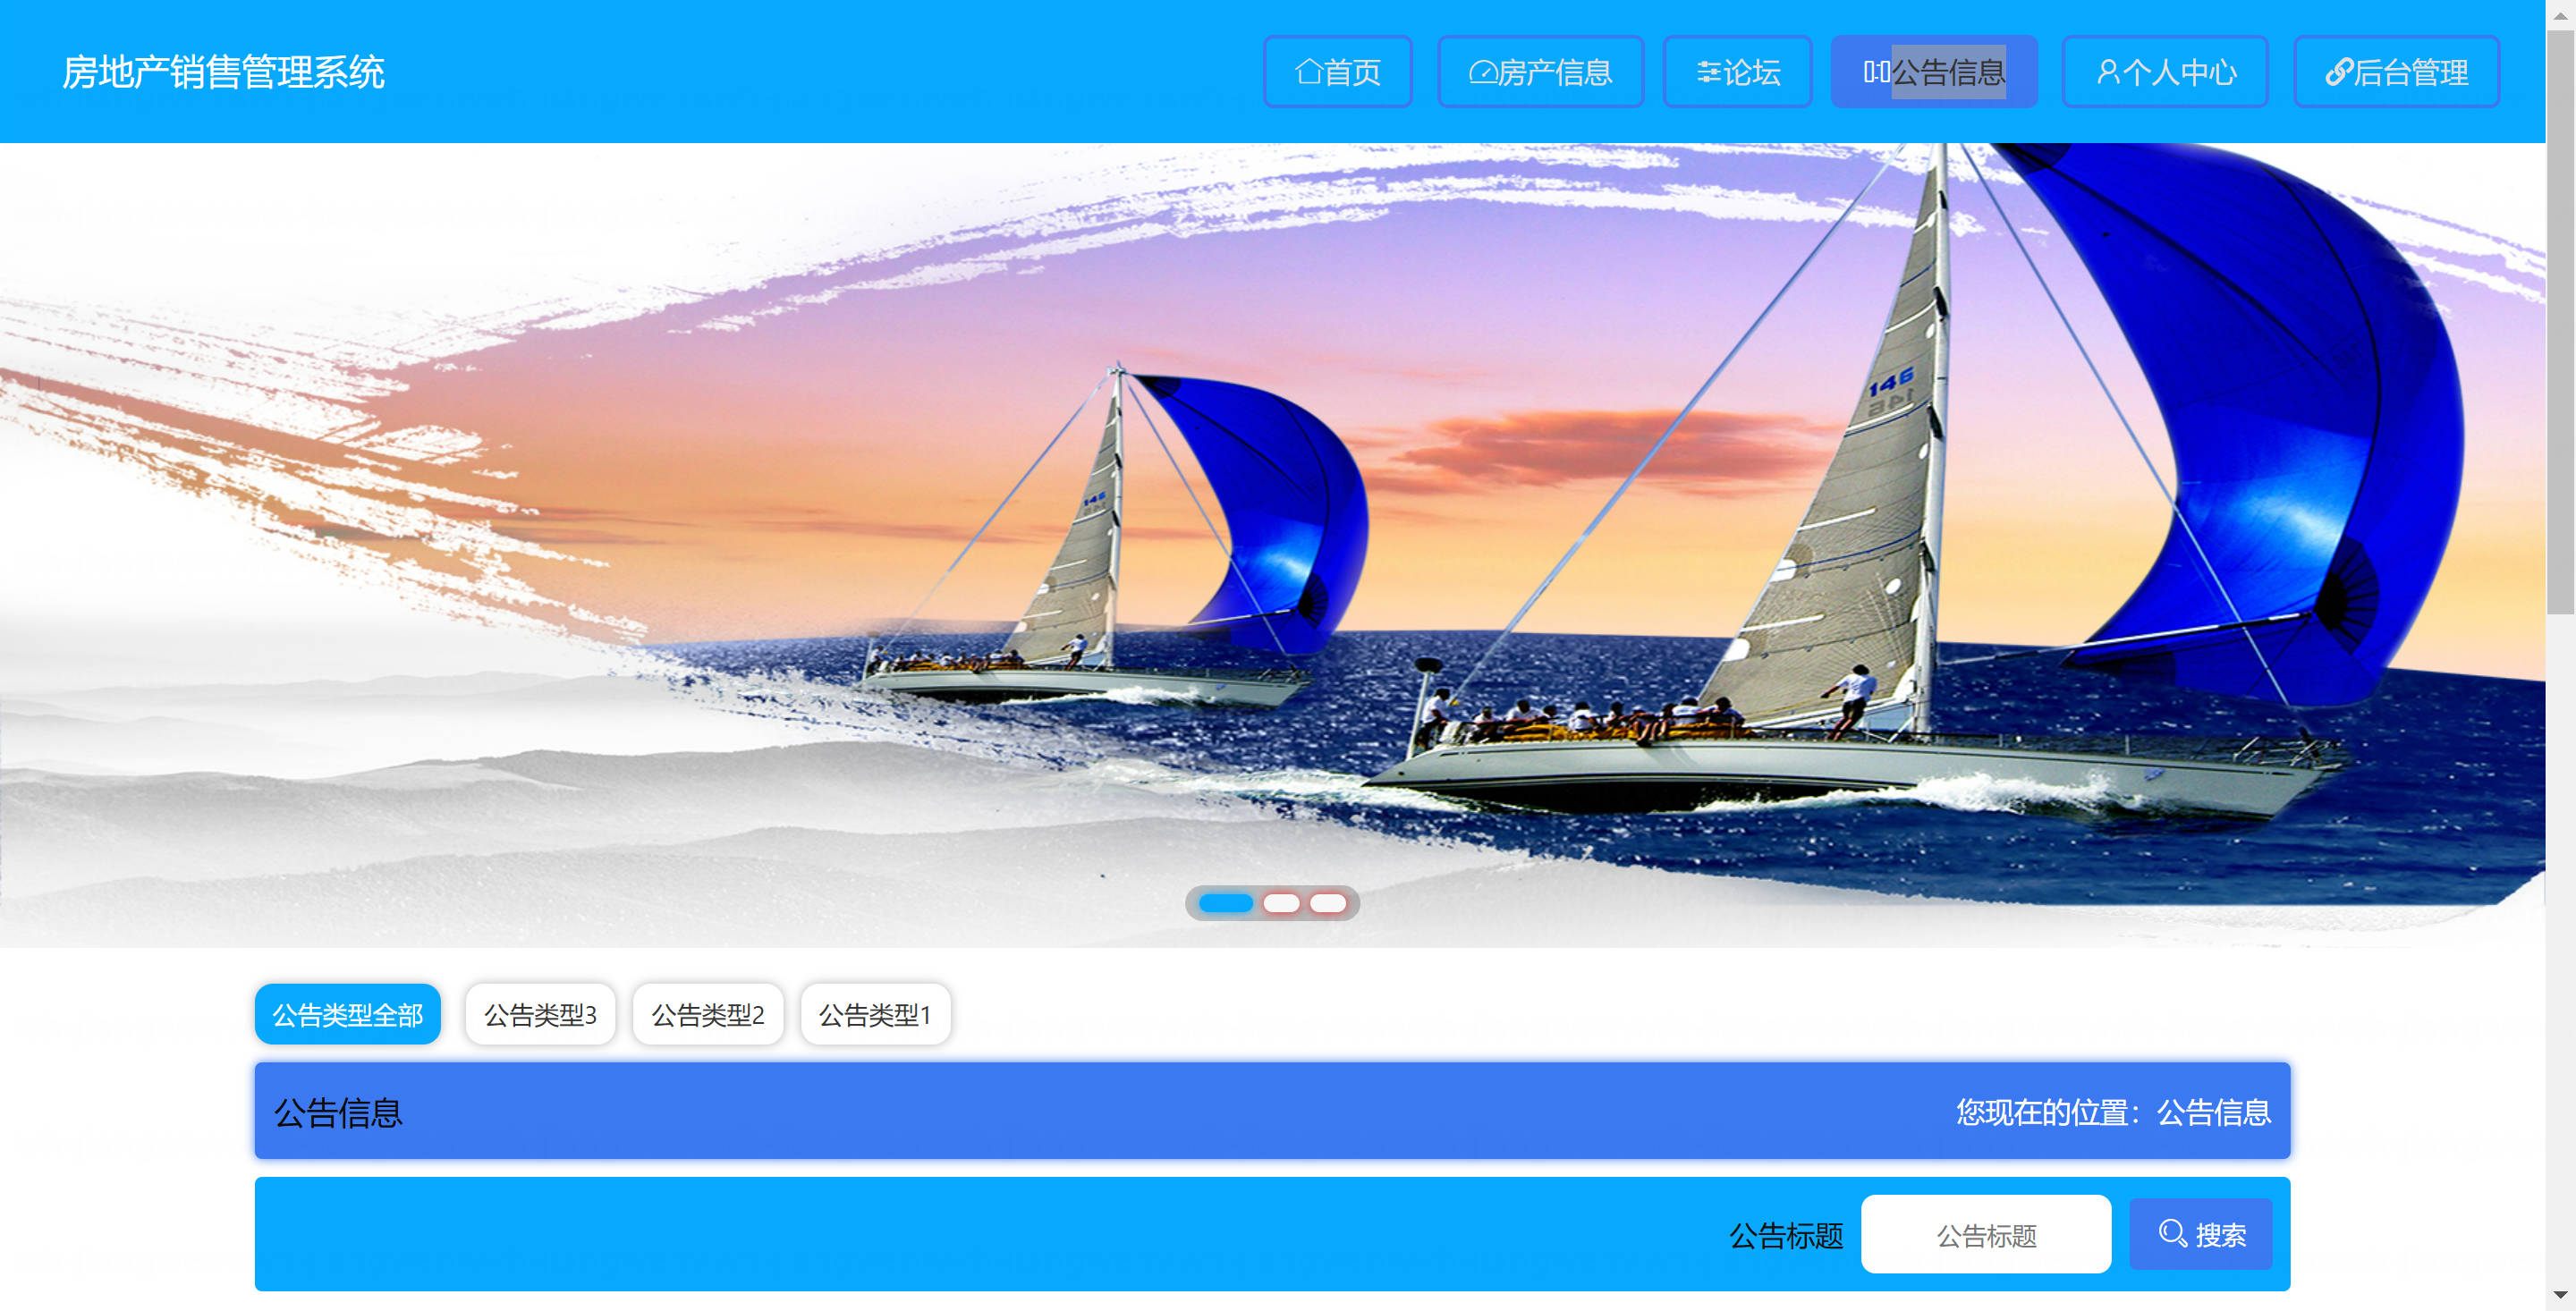 房地产销售管理系统
首页
房产信息
论坛
公告信息
个人中心
后台管理
146
146
公告类型全部
公告类型3
公告类型2
公告类型1
公告信息
您现在的位置：公告信息
公告标题
公告标题
搜索